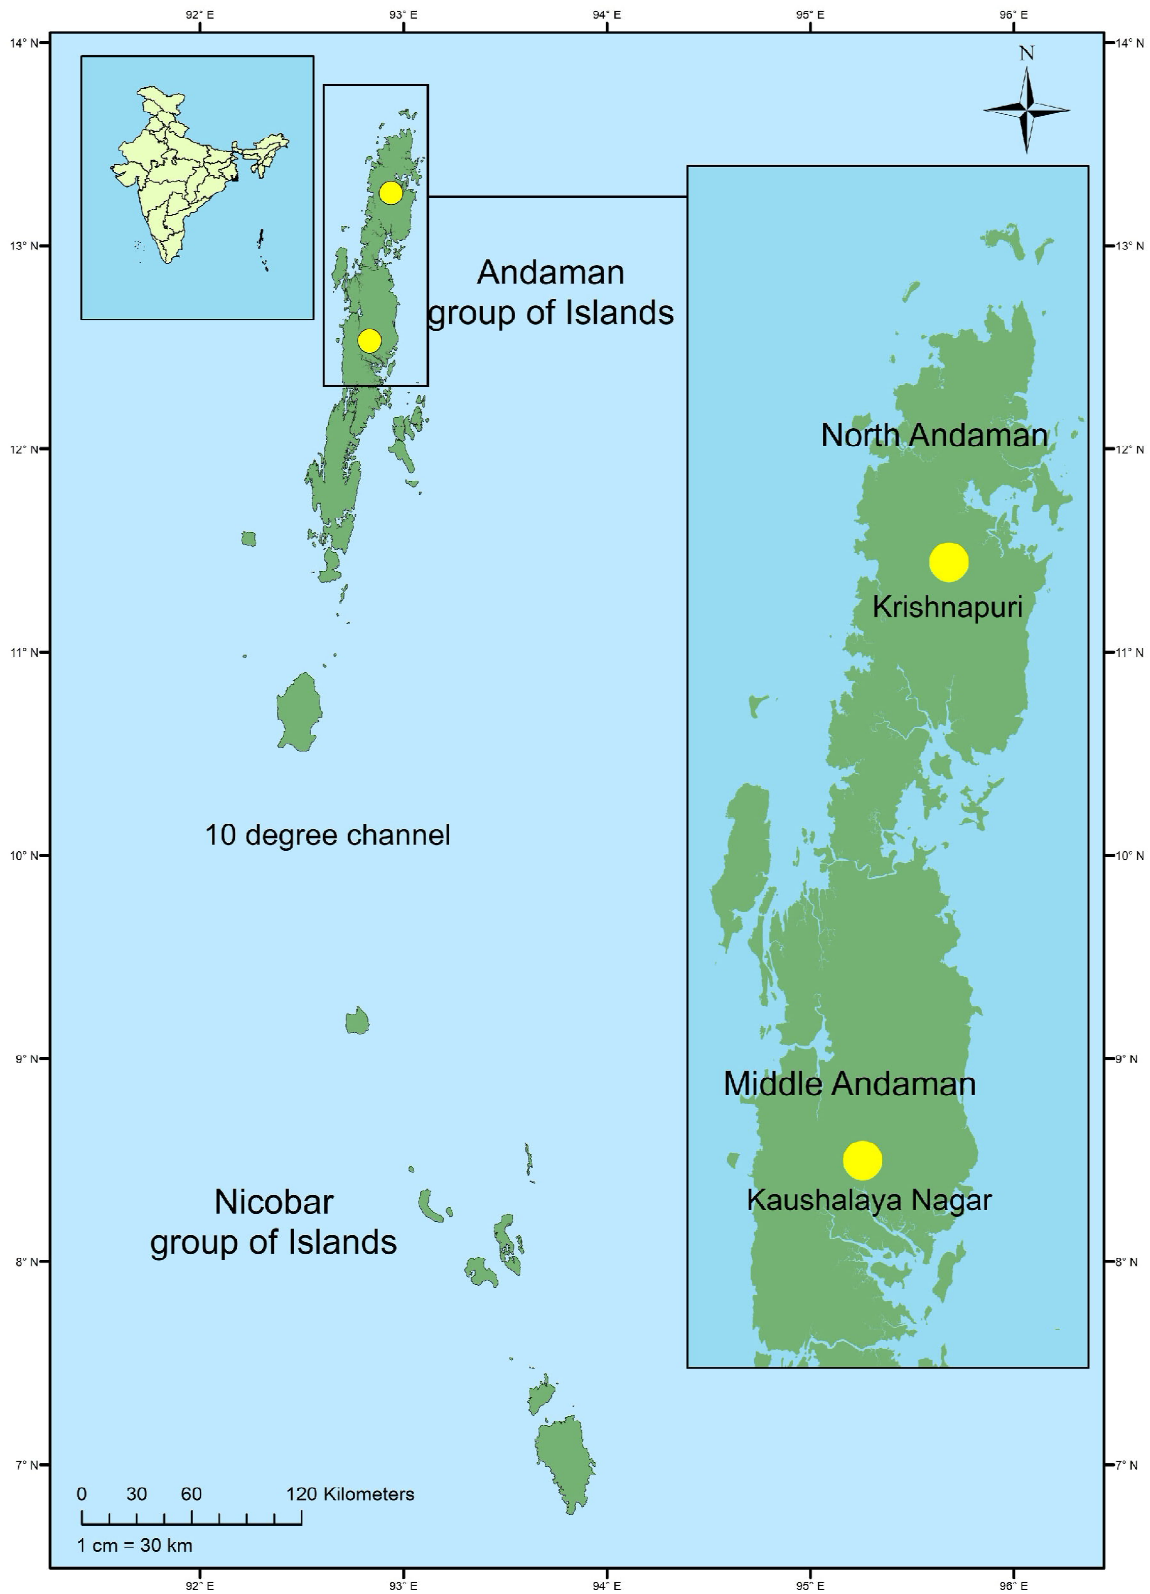 92° E 93° E 94° E 95° E 96° E
14° N 14° N
N
13° N 13° N
Andaman
group of Islands
North Andaman
12° N 12° N
Krishnapuri
11° N 11° N
10 degree channel
10° N 10° N
9° N 9° N
Middle Andaman
Kaushalaya Nagar
Nicobar
group of Islands
8° N 8° N
7° N 7° N
0 30 60 120 Kilometers
1 cm = 30 km
92° E 93° E 94° E 95° E 96° E